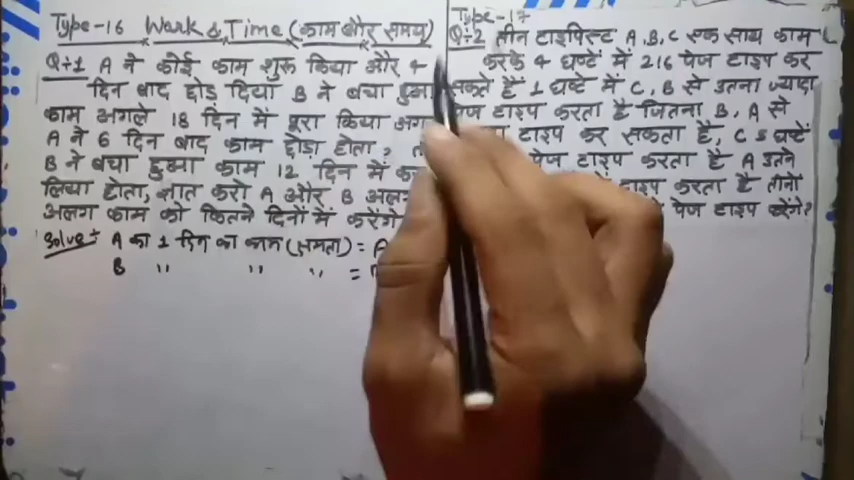 Type-16 Work & Time (काम और समय)
Q÷1 A ने कोई काम शुरू किया और 4
दिन बाद छोड़ दिया B ने बचा हुआ
काम अगले 18 दिन में पूरा किया अगर
A ने 6 दिन बाद काम छोड़ा होता,
B ने बचा हुआ काम 12 दिन में कर
लिया होता, ज्ञात करो A और B अलग
अलग काम को कितने दिनों में करेंगे
Solve÷ A का 1 दिन का काम (क्षमता) = A
B " " " =
Type-17
Q÷2 तीन टाइपिस्ट A, B, C एक साथ काम
करके 4 घण्टें में 216 पेज टाइप कर
सकते हैं 1 घण्टे में C, B से उतना ज्यादा
पेज टाइप करता है जितना B, A से
टाइप कर सकता है, C 5 घण्टें
पेज टाइप करता है A उतने
टाइप करता है तीनो
पेज टाइप करेंगे?